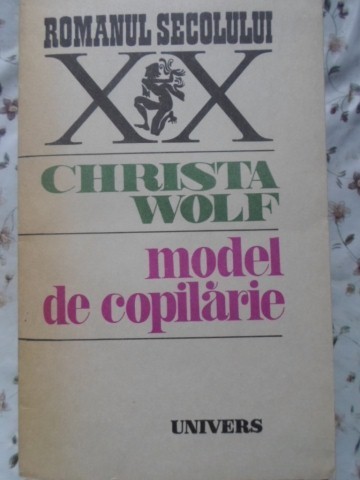 ROMANUL SECOLULUI
XX
CHRISTA
WOLF
model
de copilărie
UNIVERS